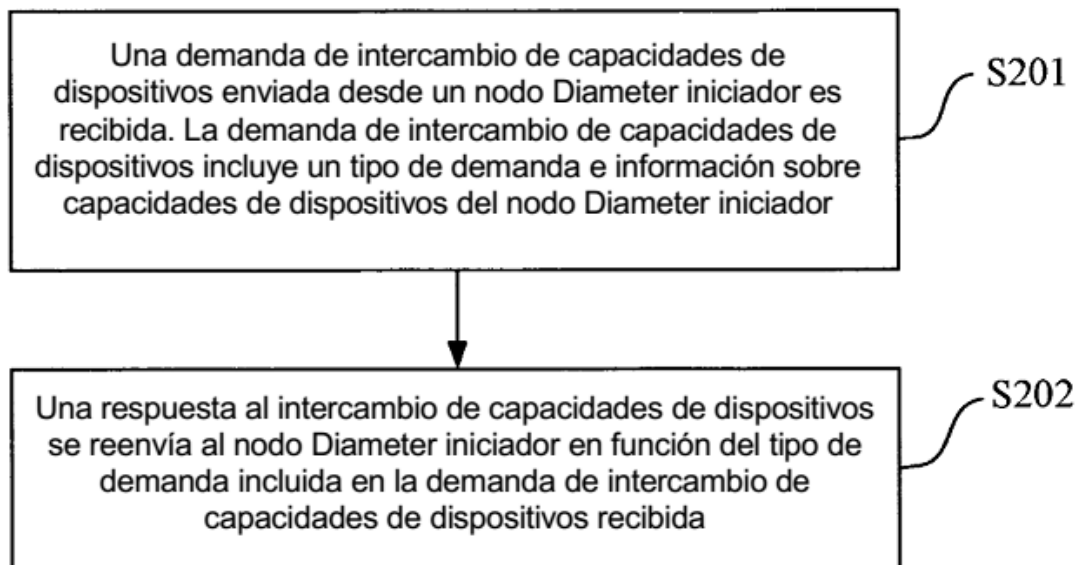 Una demanda de intercambio de capacidades de
dispositivos enviada desde un nodo Diameter iniciador es
recibida. La demanda de intercambio de capacidades de
dispositivos incluye un tipo de demanda e información sobre
capacidades de dispositivos del nodo Diameter iniciador
S201
Una respuesta al intercambio de capacidades de dispositivos
se reenvía al nodo Diameter iniciador en función del tipo de
demanda incluida en la demanda de intercambio de
capacidades de dispositivos recibida
S202